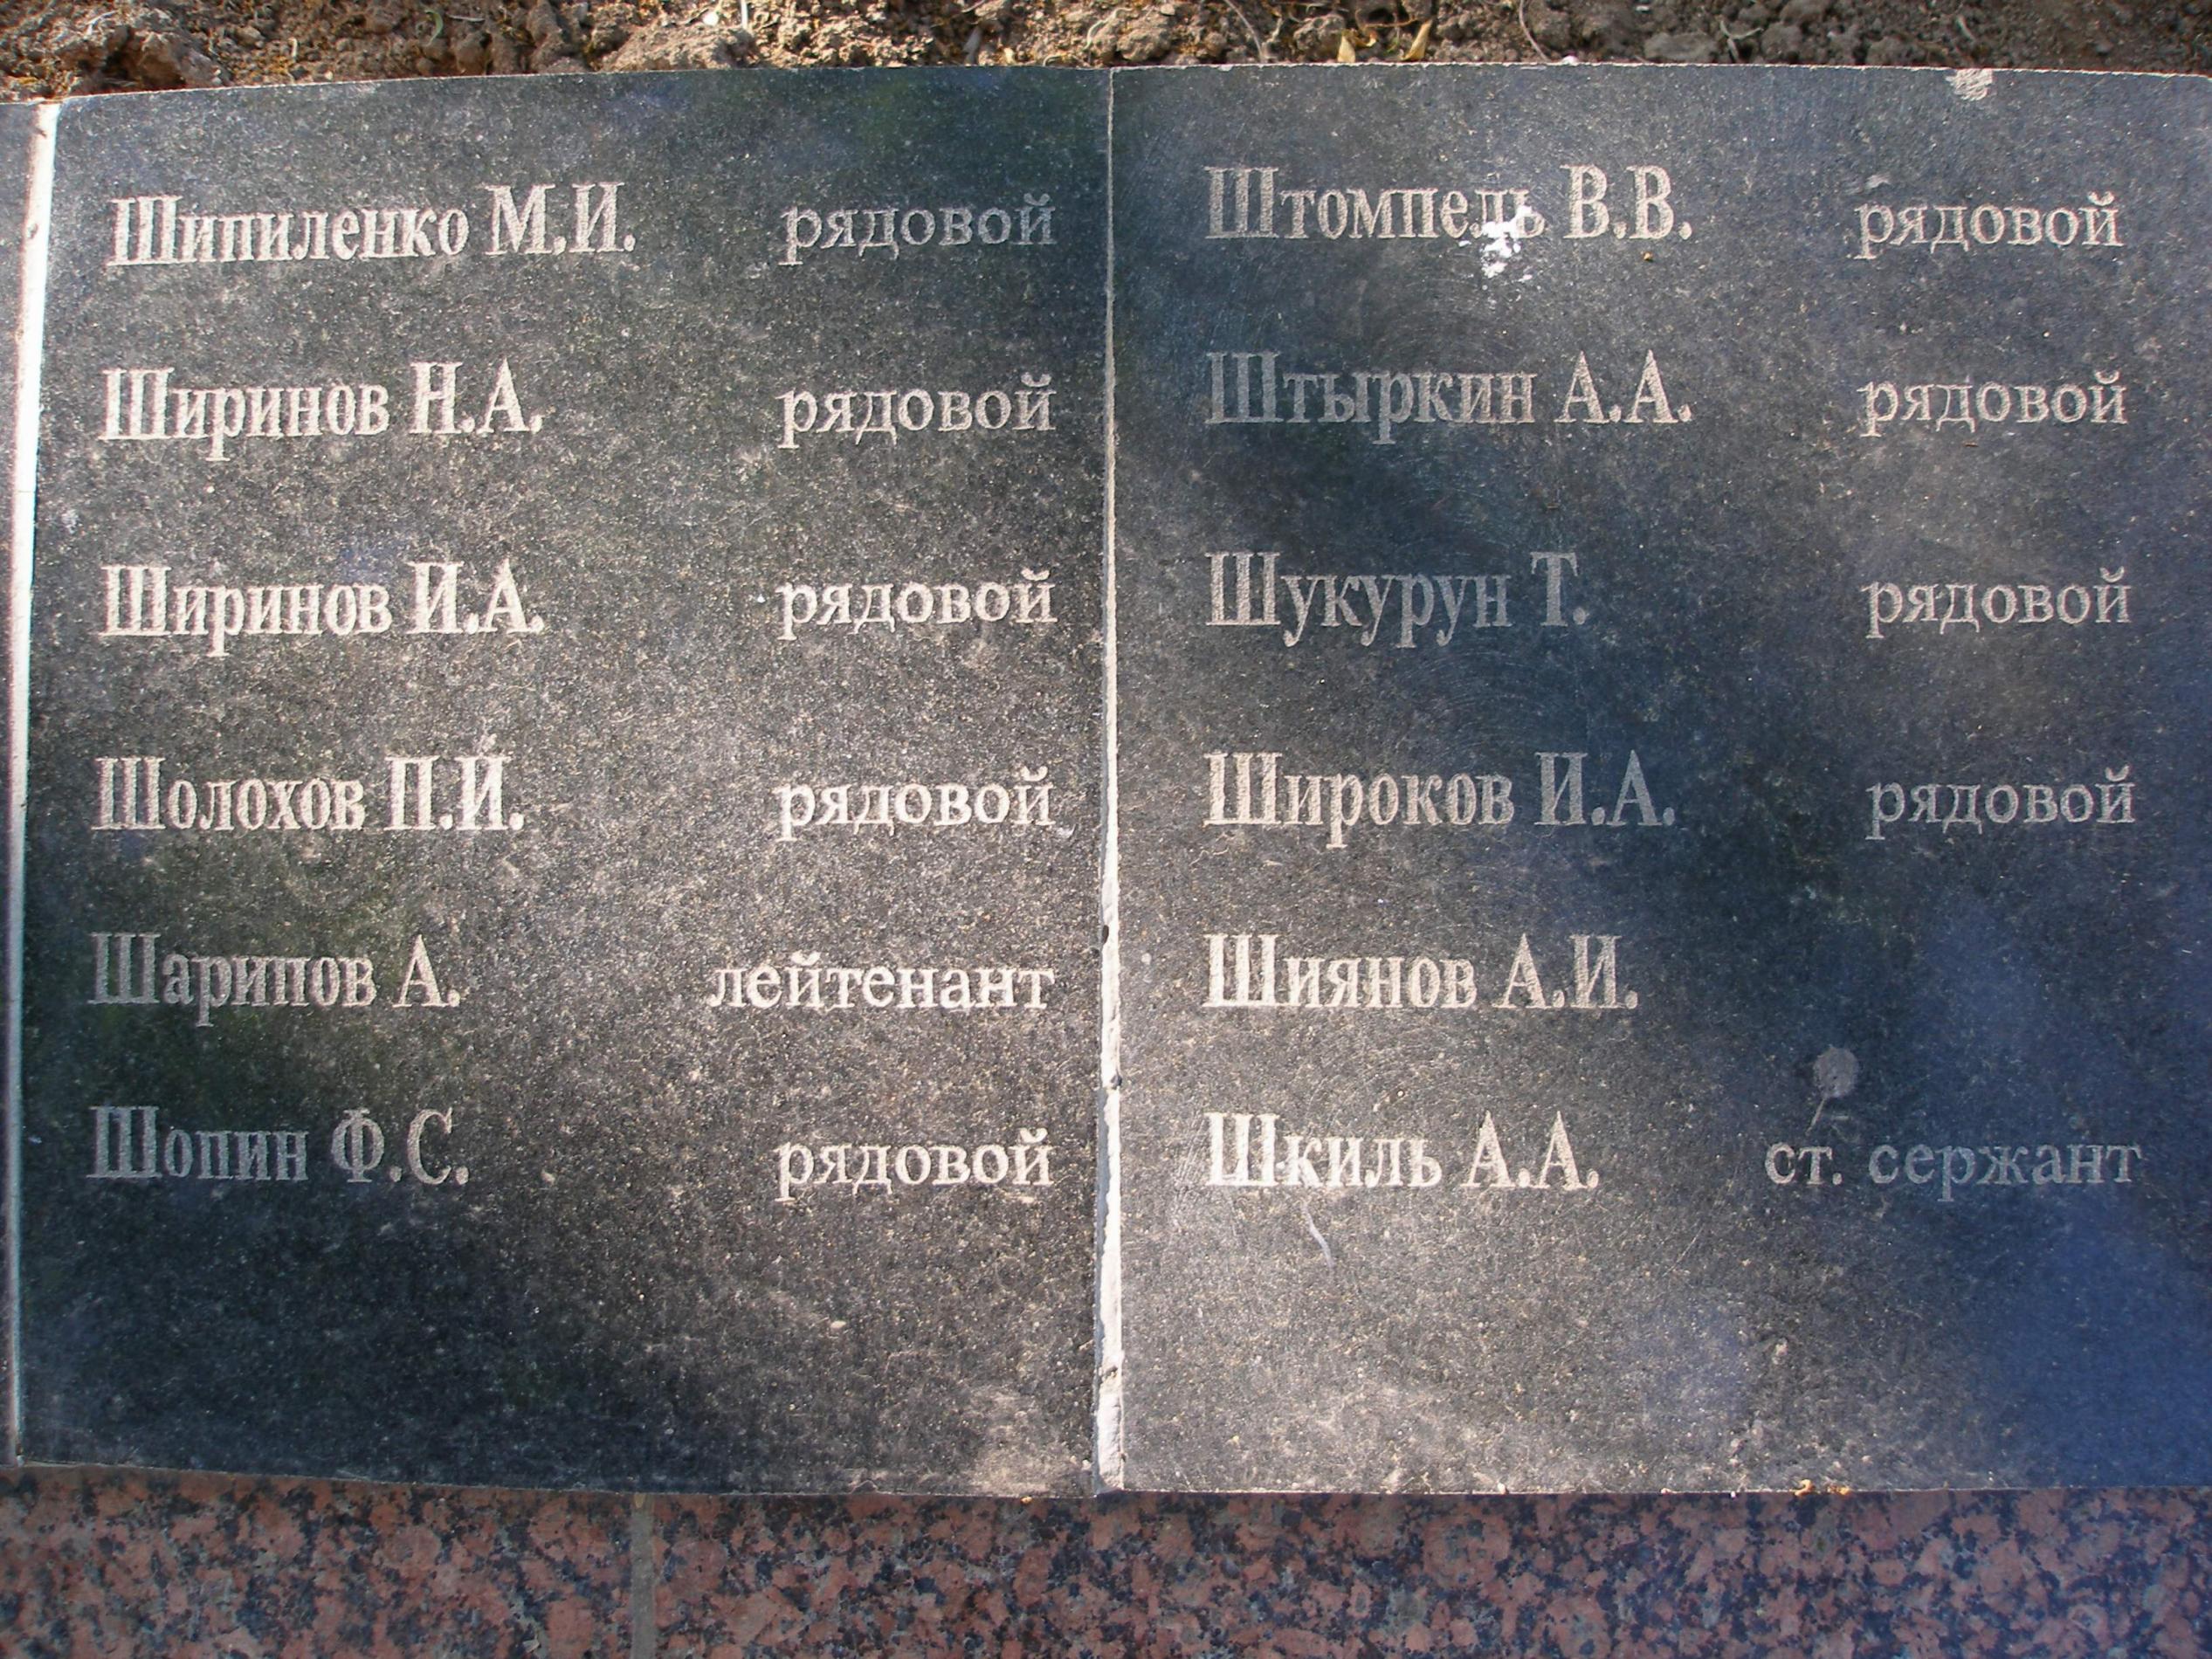 Шипиленко М.И. рядовой
Ширинов Н.А. рядовой
Ширинов И.А. рядовой
Шолохов П.И. рядовой
Шарипов А. лейтенант
Шопин Ф.С. рядовой
Штомпель В.В. рядовой
Штыркин А.А. рядовой
Шукурун Т. рядовой
Широков И.А. рядовой
Шиянов А.И.
Шкиль А.А. ст. сержант